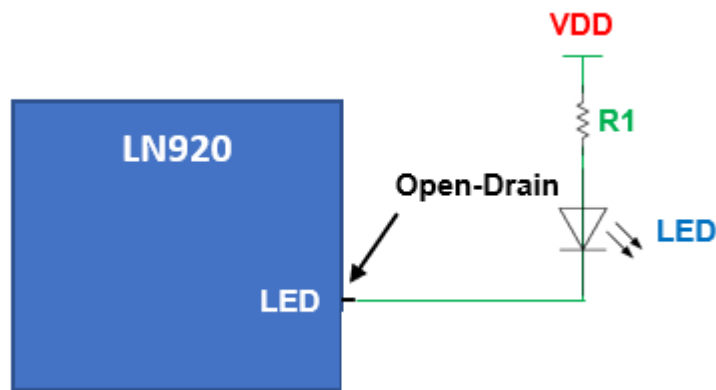 VDD
R1
LN920
Open-Drain
LED
LED